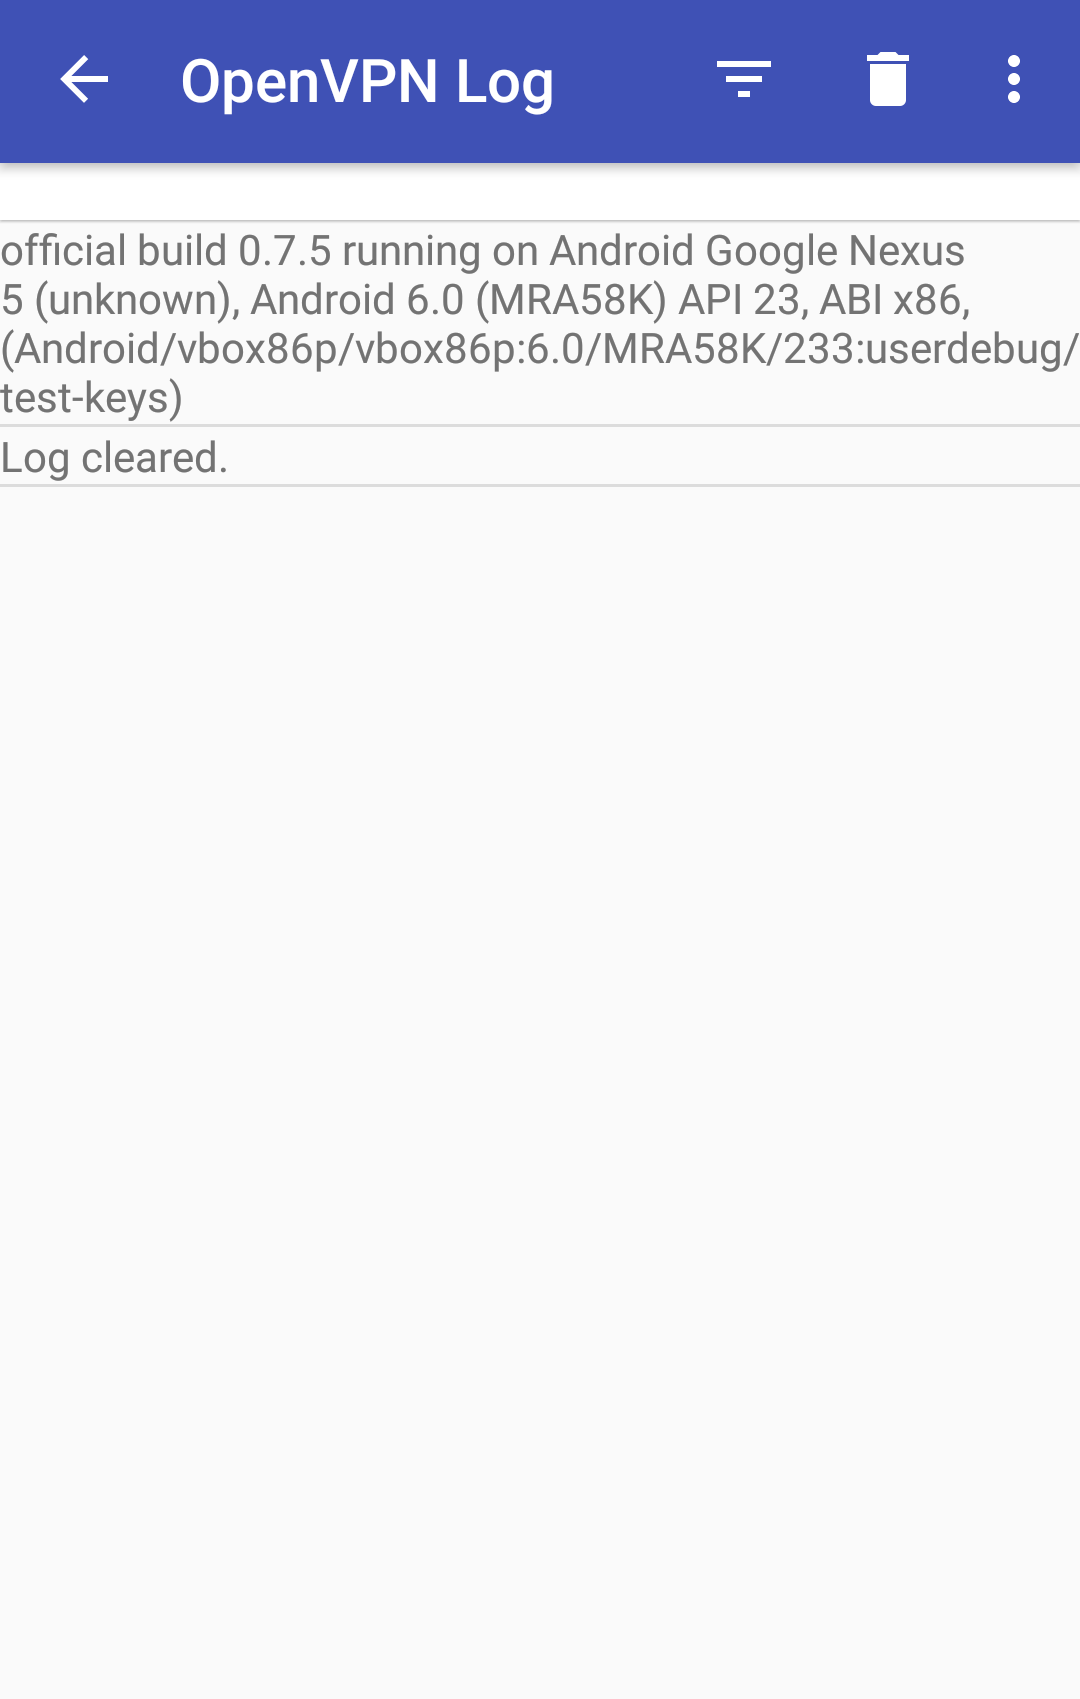 OpenVPN Log
official build 0.7.5 running on Android Google Nexus
5 (unknown), Android 6.0 (MRA58K) API 23, ABI x86,
(Android/vbox86p/vbox86p:6.0/MRA58K/233:userdebug/
test-keys)
Log cleared.